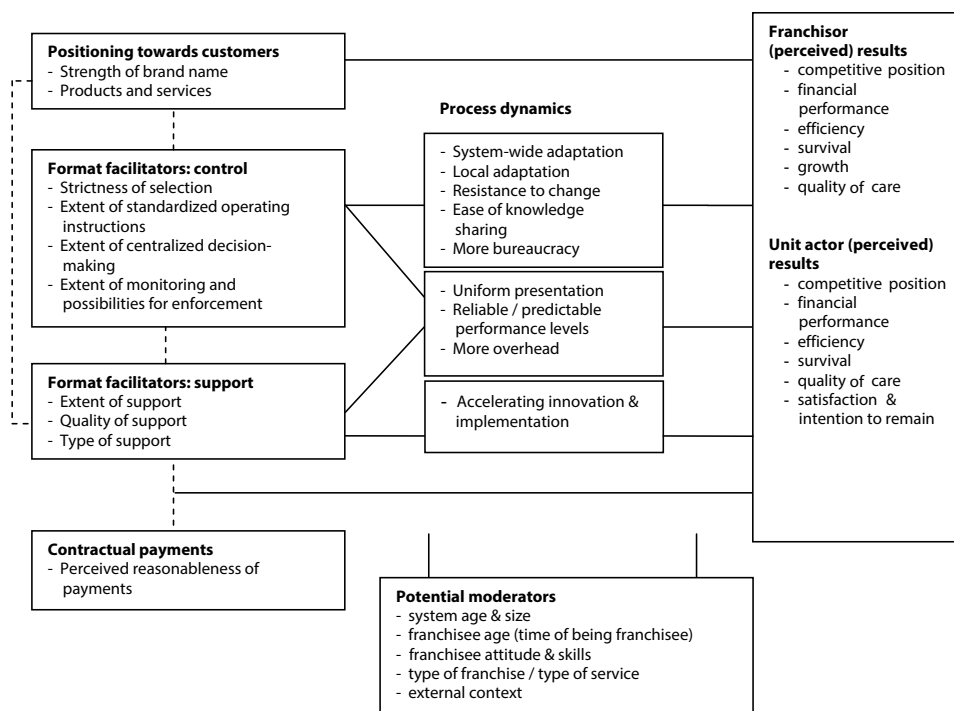 Positioning towards customers
- Strength of brand name
- Products and services
Format facilitators: control
- Strictness of selection
- Extent of standardized operating
instructions
- Extent of centralized decision-
making
- Extent of monitoring and
possibilities for enforcement
Format facilitators: support
- Extent of support
- Quality of support
- Type of support
Contractual payments
- Perceived reasonableness of
payments
Process dynamics
- System-wide adaptation
- Local adaptation
- Resistance to change
- Ease of knowledge
sharing
- More bureaucracy
- Uniform presentation
- Reliable / predictable
performance levels
- More overhead
- Accelerating innovation &
implementation
Potential moderators
- system age & size
- franchisee age (time of being franchisee)
- franchisee attitude & skills
- type of franchise / type of service
- external context
Franchisor
(perceived) results
- competitive position
- financial
performance
- efficiency
- survival
- growth
- quality of care
Unit actor (perceived)
results
- competitive position
- financial
performance
- efficiency
- survival
- quality of care
- satisfaction &
intention to remain